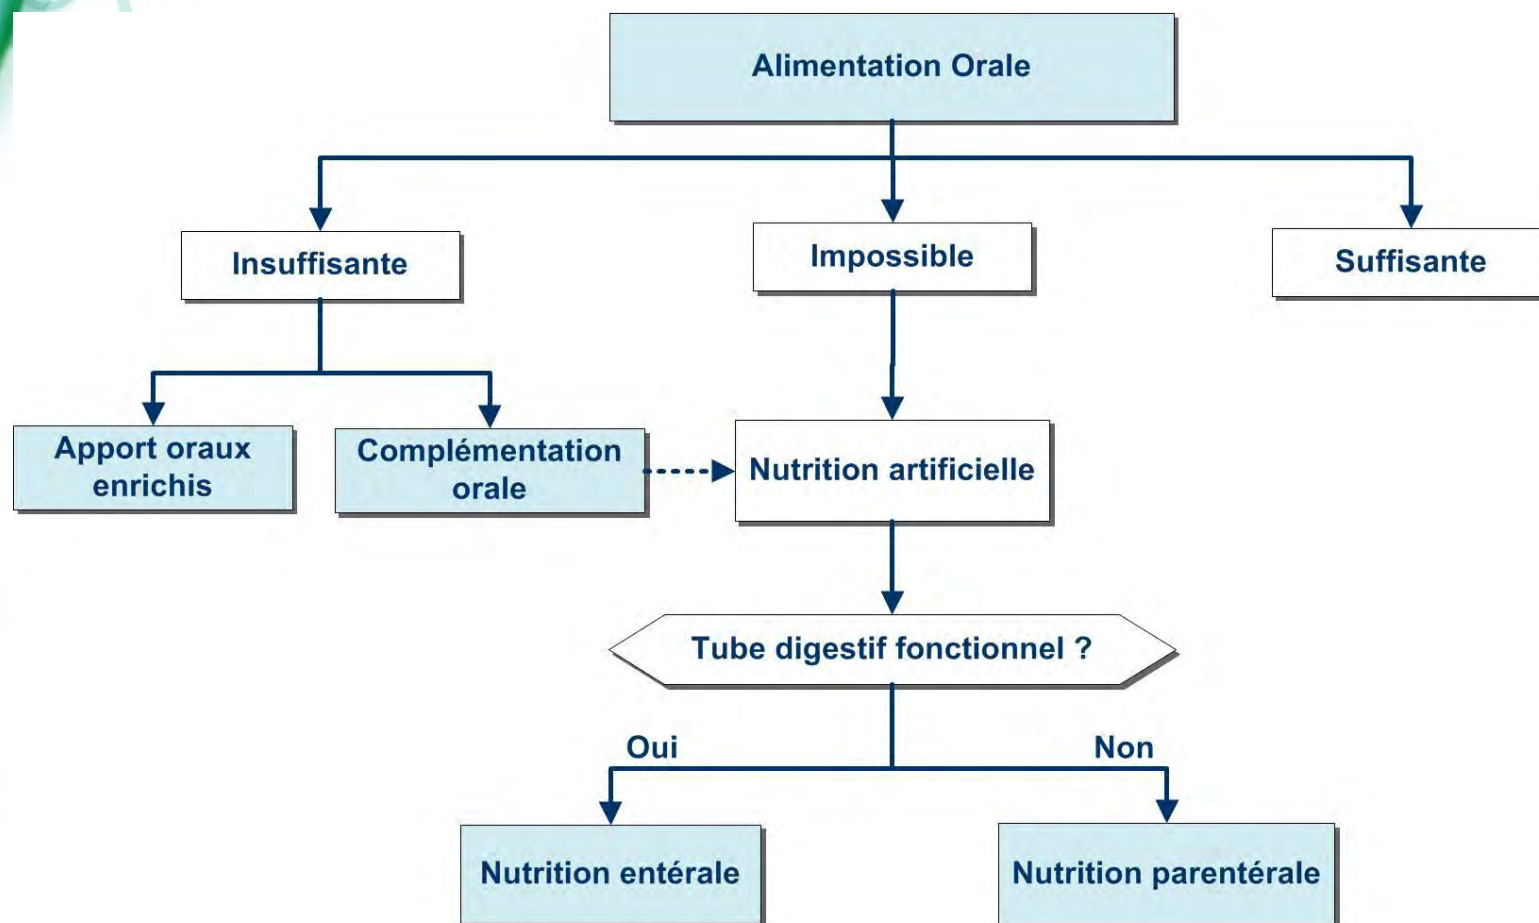 Alimentation Orale
Insuffisante
Impossible
Suffisante
Apport oraux
enrichis
Complémentation
orale
Nutrition artificielle
Tube digestif fonctionnel ?
Oui
Non
Nutrition entérale
Nutrition parentérale